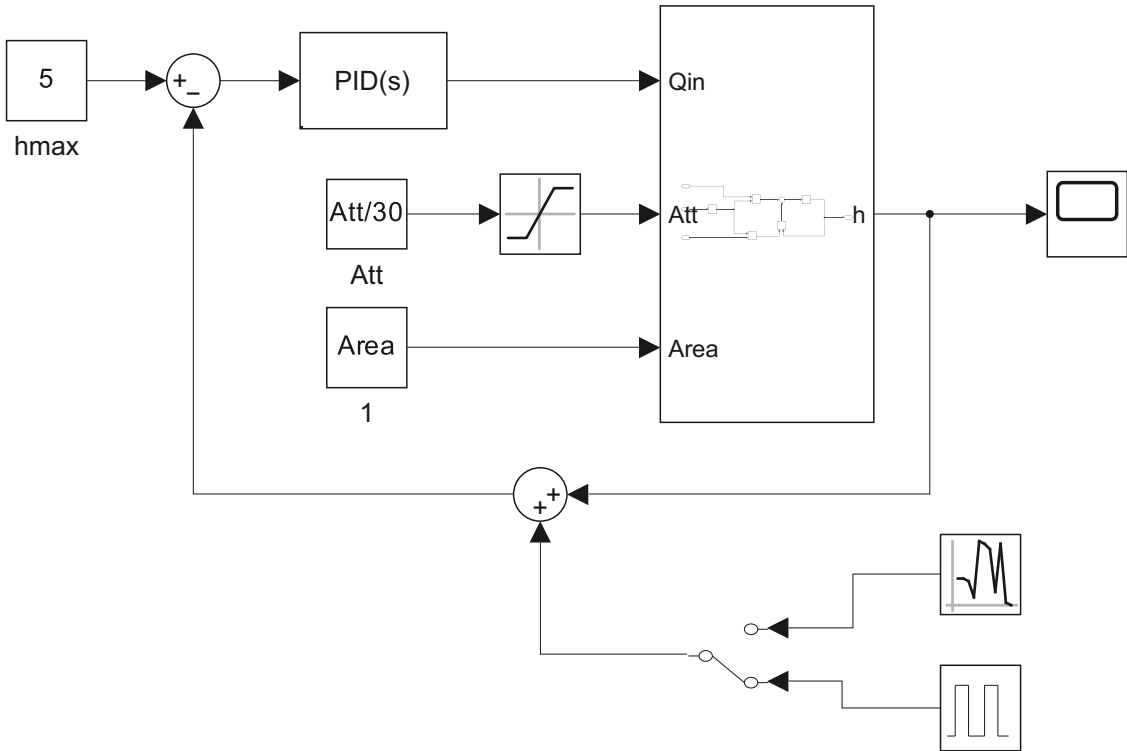 5
hmax
+
−
PID(s)
Qin
Att/30
Att
Att
h
Area
1
Area
+
+